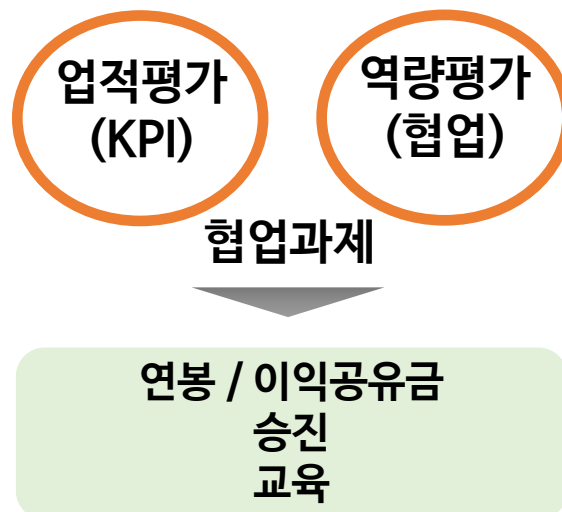 업적평가
(KPI)
역량평가
(협업)
협업과제
연봉 / 이익공유금
승진
교육